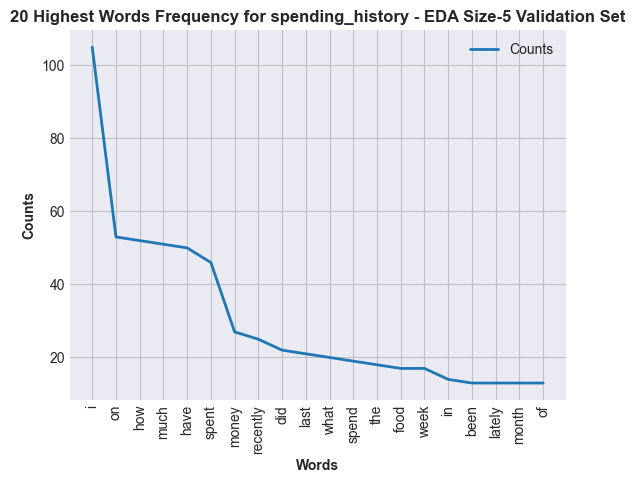 20 Highest Words Frequency for spending_history - EDA Size-5 Validation Set
Counts
100
80
60
40
20
Counts
i
on
how
much
have
spent
money
recently
did
last
what
spend
the
food
week
in
been
lately
month
of
Words